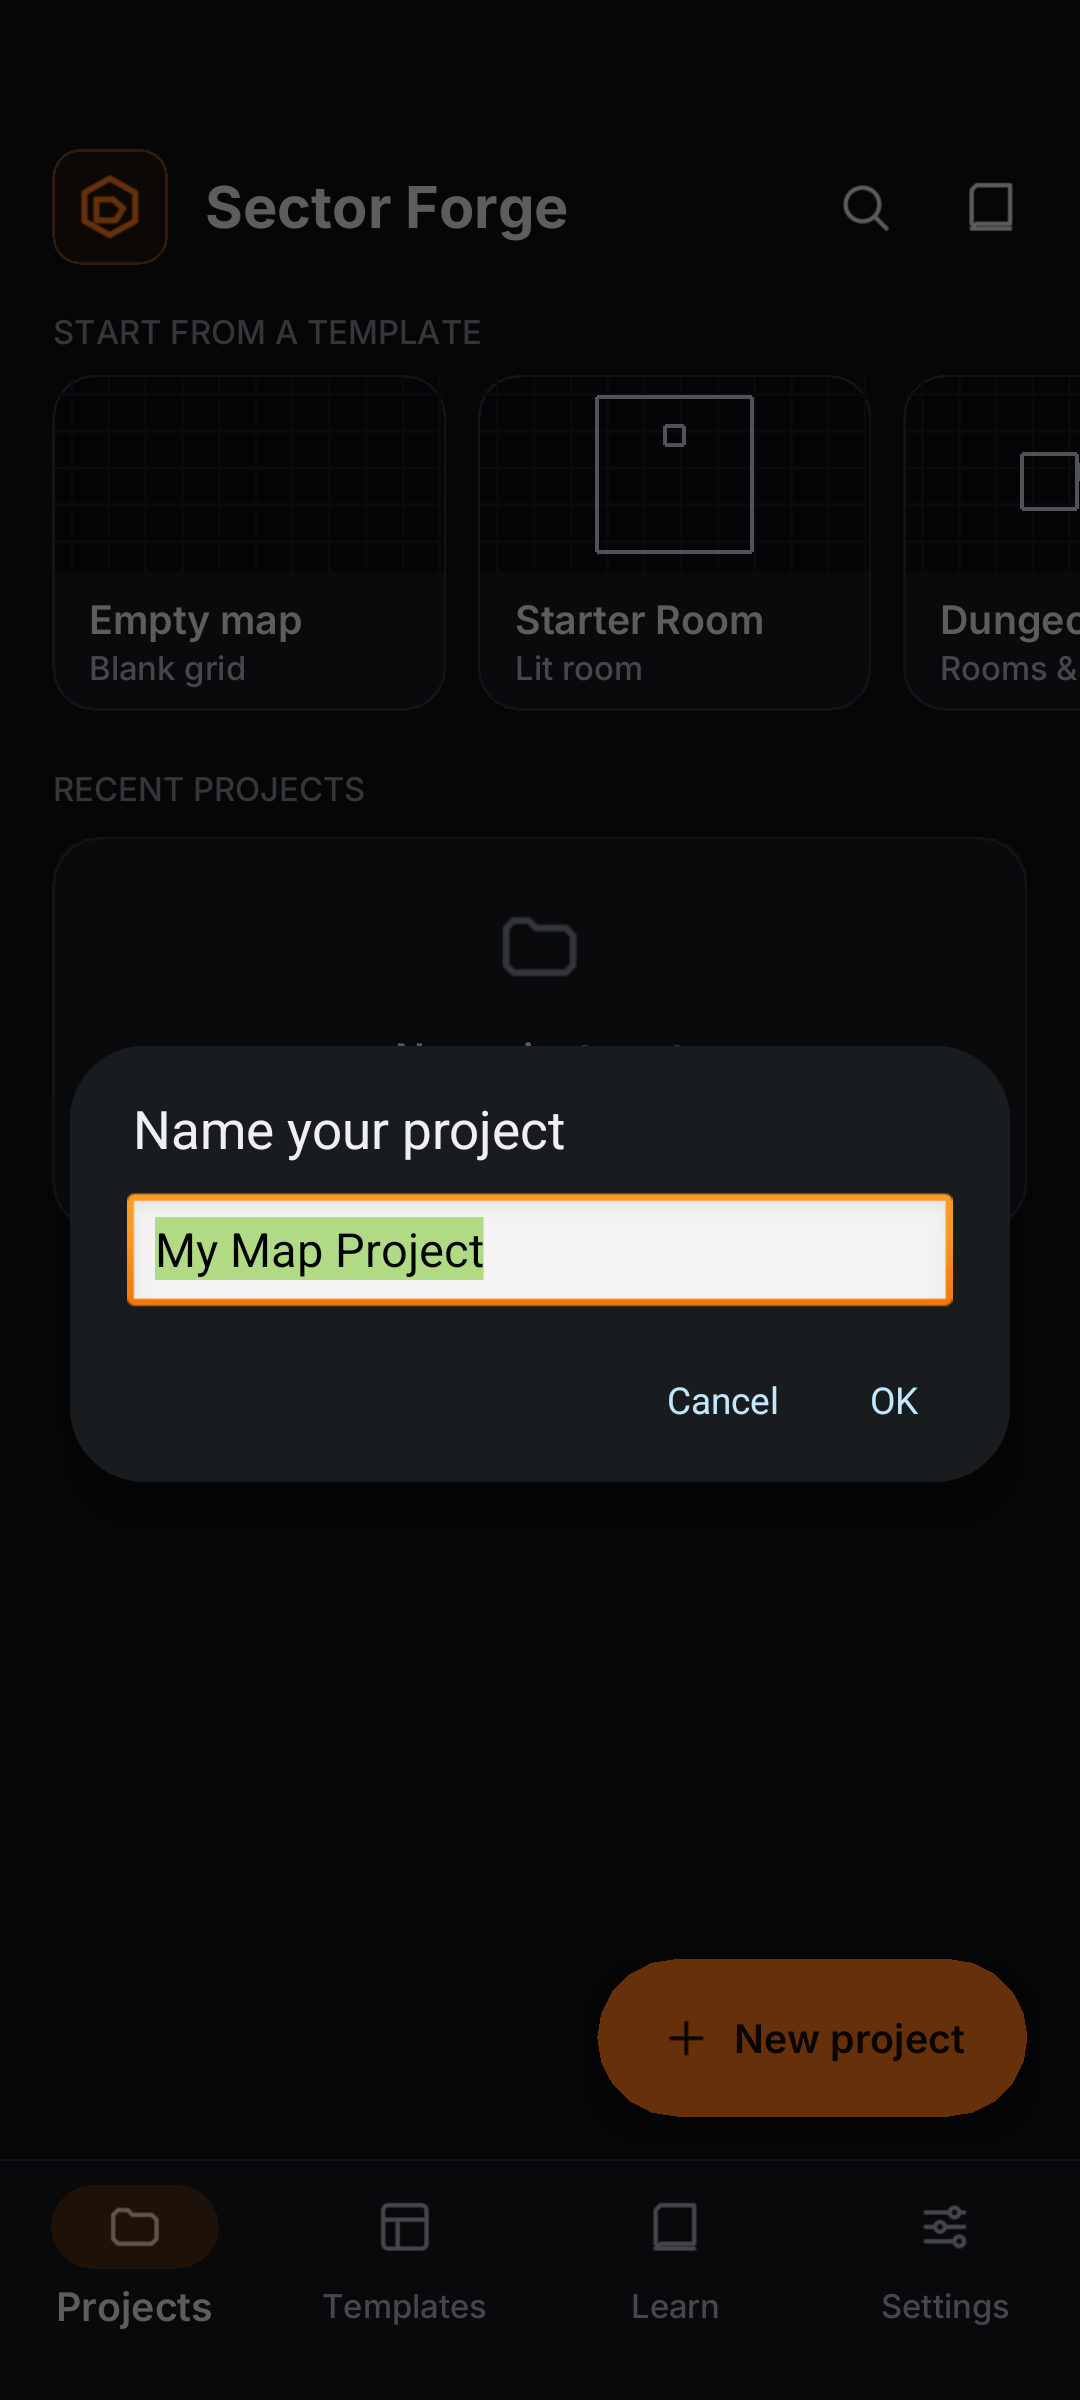 Sector Forge
START FROM A TEMPLATE
Empty map
Blank grid
Starter Room
Lit room
Rooms &
RECENT PROJECTS
Name your project
My Map Project
Cancel
OK
New project
Projects
Templates
Learn
Settings